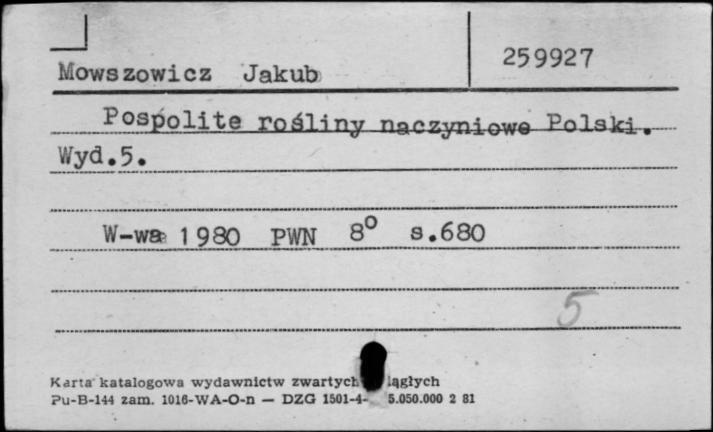 259927
Mowszowicz Jakub
Pospolite rośliny naczyniowe Polski.
Wyd.5.
W-wa 1980 PWN 8° s.680
5
Karta katalogowa wydawnictw zwartych
Pu-B-144 zam. 1016-WA-O-n — DZG 1501-4- 5.050.000 2 81